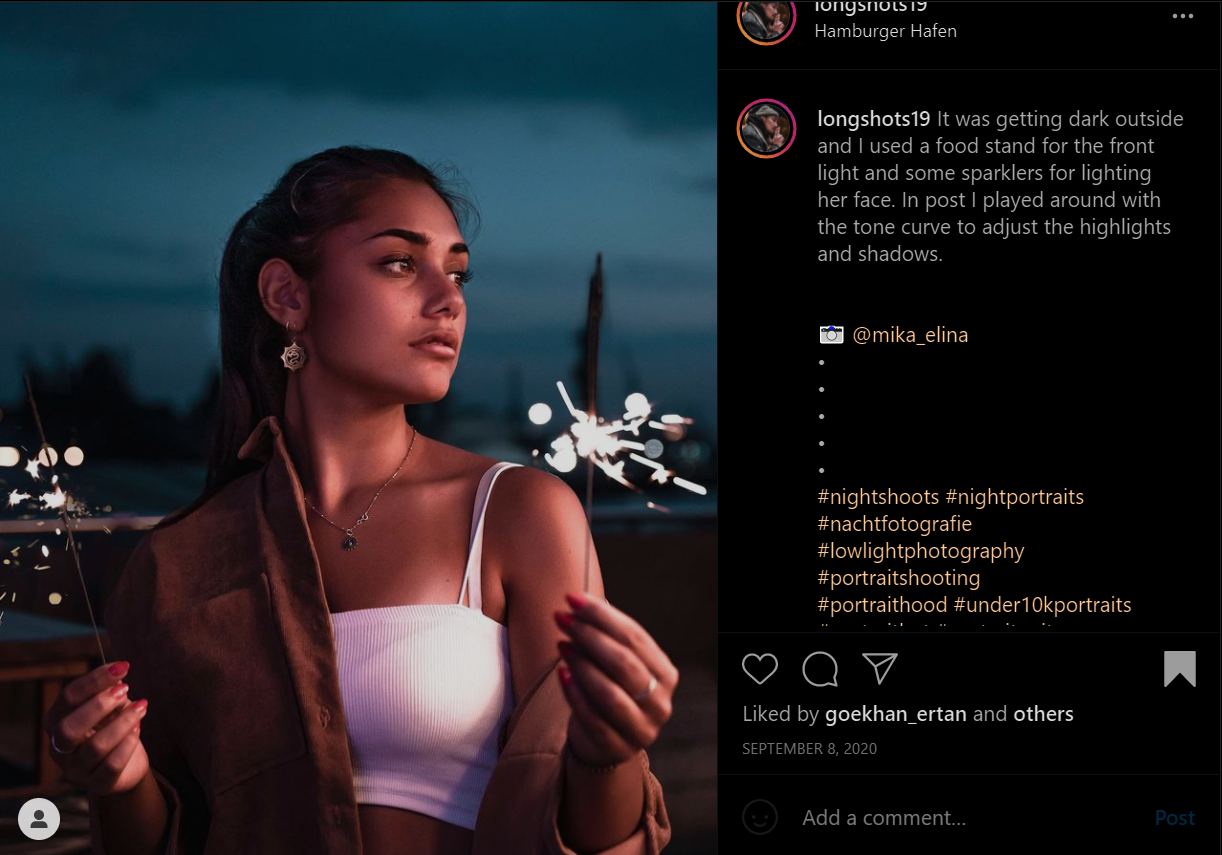 longshots19
Hamburger Hafen
longshots19 It was getting dark outside
and I used a food stand for the front
light and some sparklers for lighting
her face. In post I played around with
the tone curve to adjust the highlights
and shadows.
@mika_elina
•
•
•
•
•
#nightshoots #nightportraits
#nachtfotografie
#lowlightphotography
#portraitshooting
#portraithood #under10kportraits
Liked by goekhan_ertan and others
SEPTEMBER 8, 2020
Add a comment...
Post